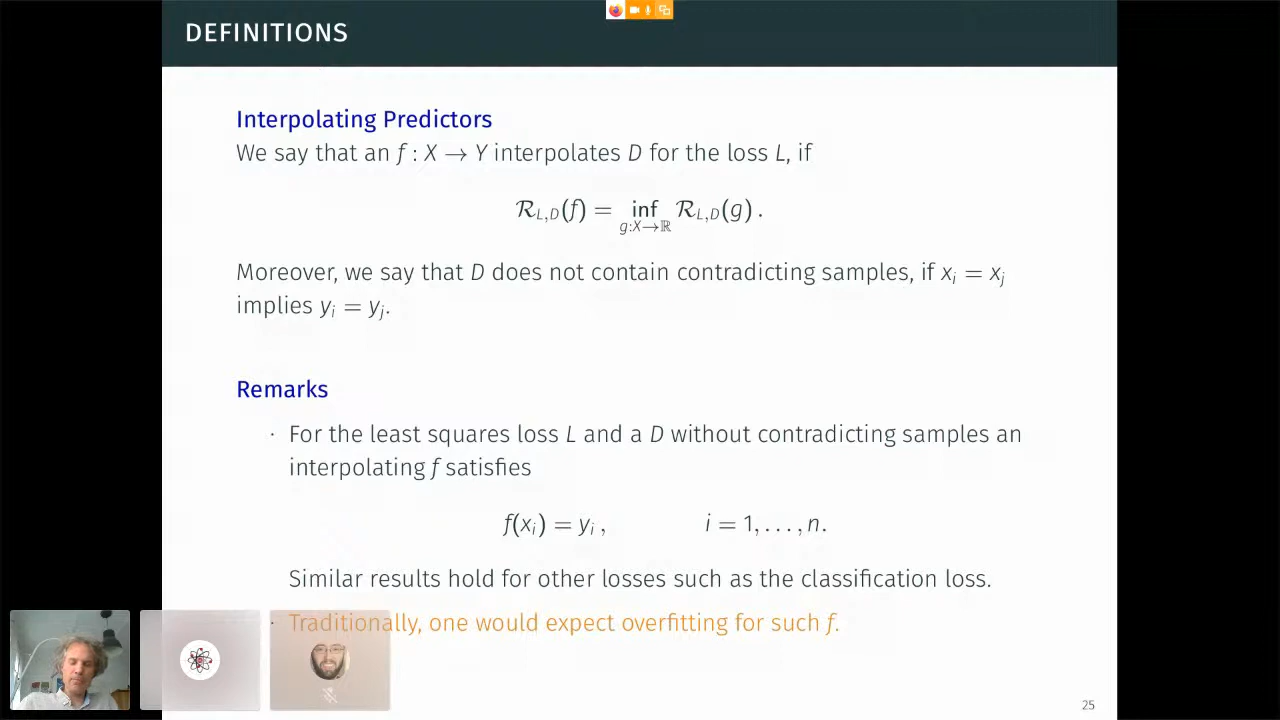 DEFINITIONS
Interpolating Predictors
We say that an f : X → Y interpolates D for the loss L, if
R_{L,D}(f) = inf_{g:X→ℝ} R_{L,D}(g) .
Moreover, we say that D does not contain contradicting samples, if x_i = x_j
implies y_i = y_j.
Remarks
· For the least squares loss L and a D without contradicting samples an
interpolating f satisfies
f(x_i) = y_i , i = 1, . . . , n.
Similar results hold for other losses such as the classification loss.
· Traditionally, one would expect overfitting for such f.
25